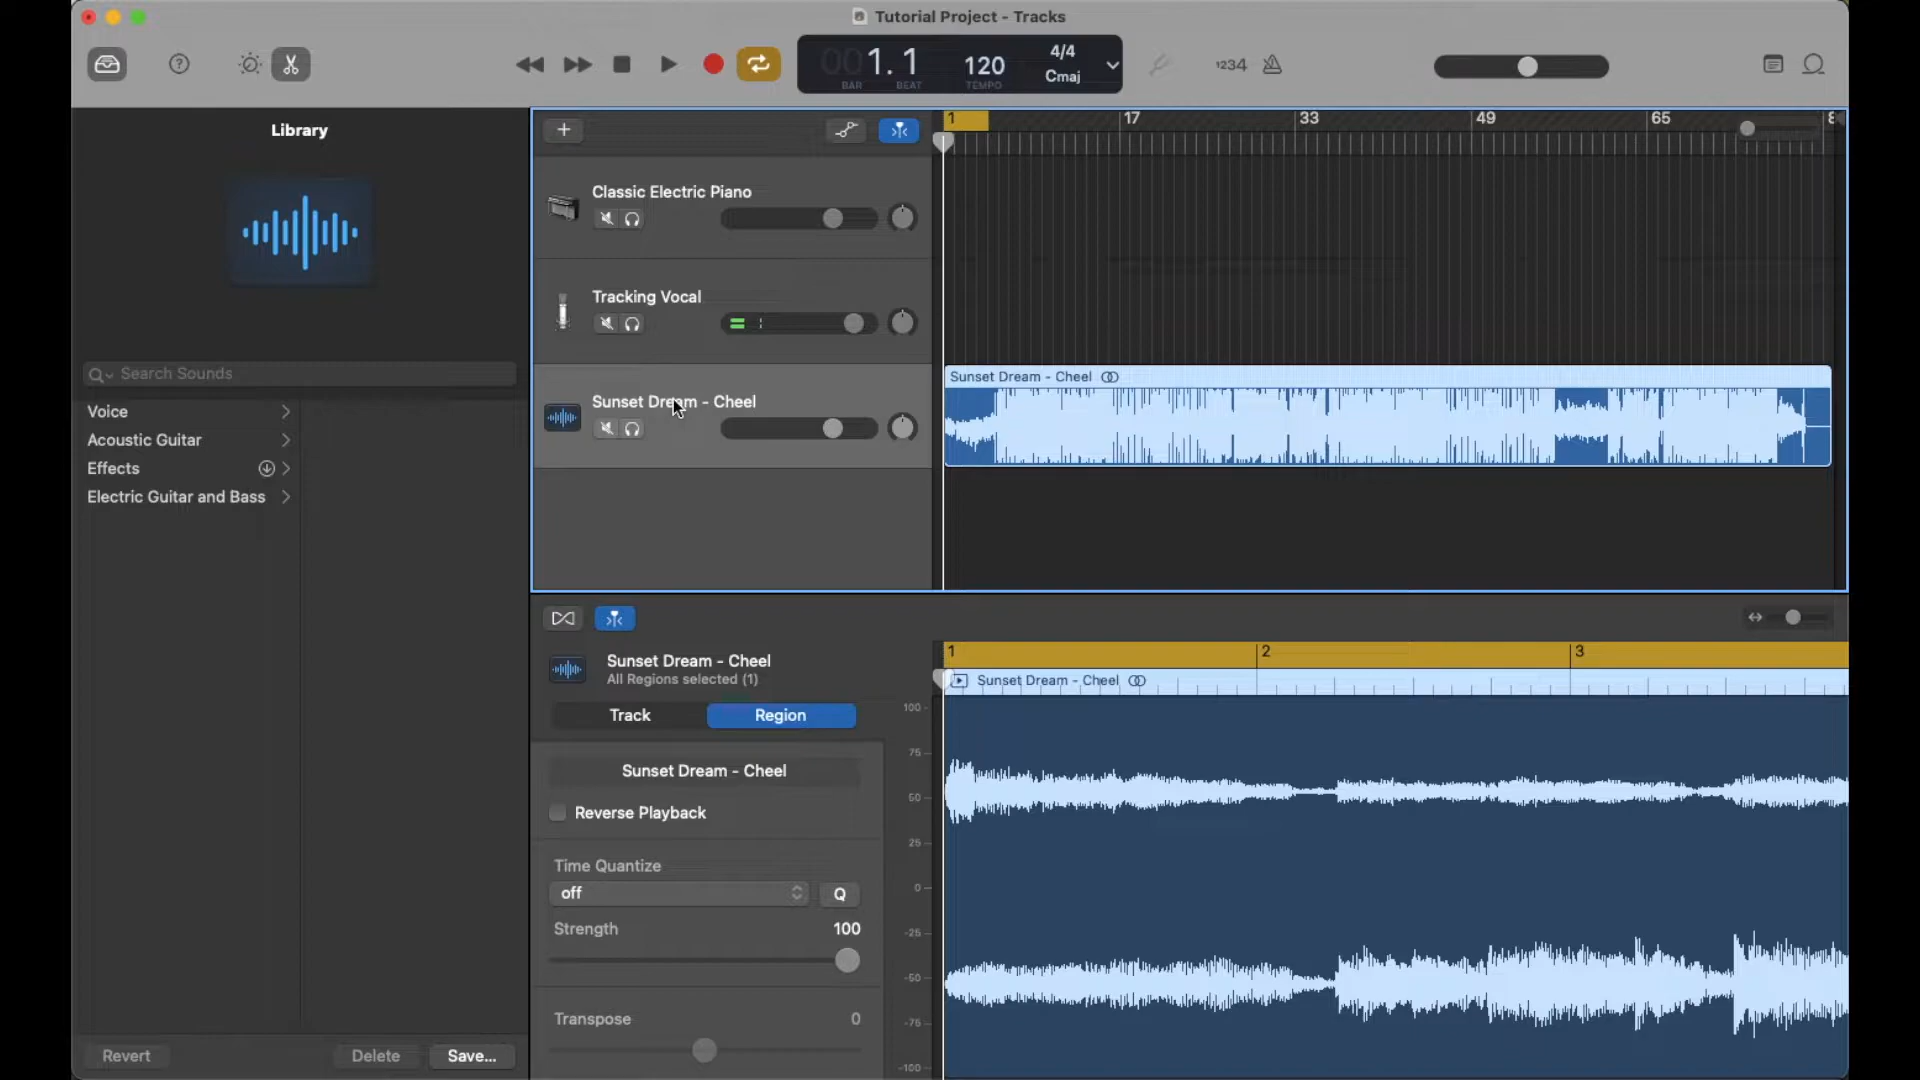 Tutorial Project - Tracks
001.1
BAR
BEAT
120
TEMPO
4/4
Cmaj
1234
Library
1
17
33
49
65
8
Classic Electric Piano
Tracking Vocal
Sunset Dream - Cheel
Sunset Dream - Cheel
Search Sounds
Voice
Acoustic Guitar
Effects
Electric Guitar and Bass
Sunset Dream - Cheel
All Regions selected (1)
Track
Region
Sunset Dream - Cheel
Reverse Playback
Time Quantize
off
Q
Strength
100
Transpose
0
1
2
3
Sunset Dream - Cheel
100
75
50
25
0
-25
-50
-75
-100
Revert
Delete
Save...